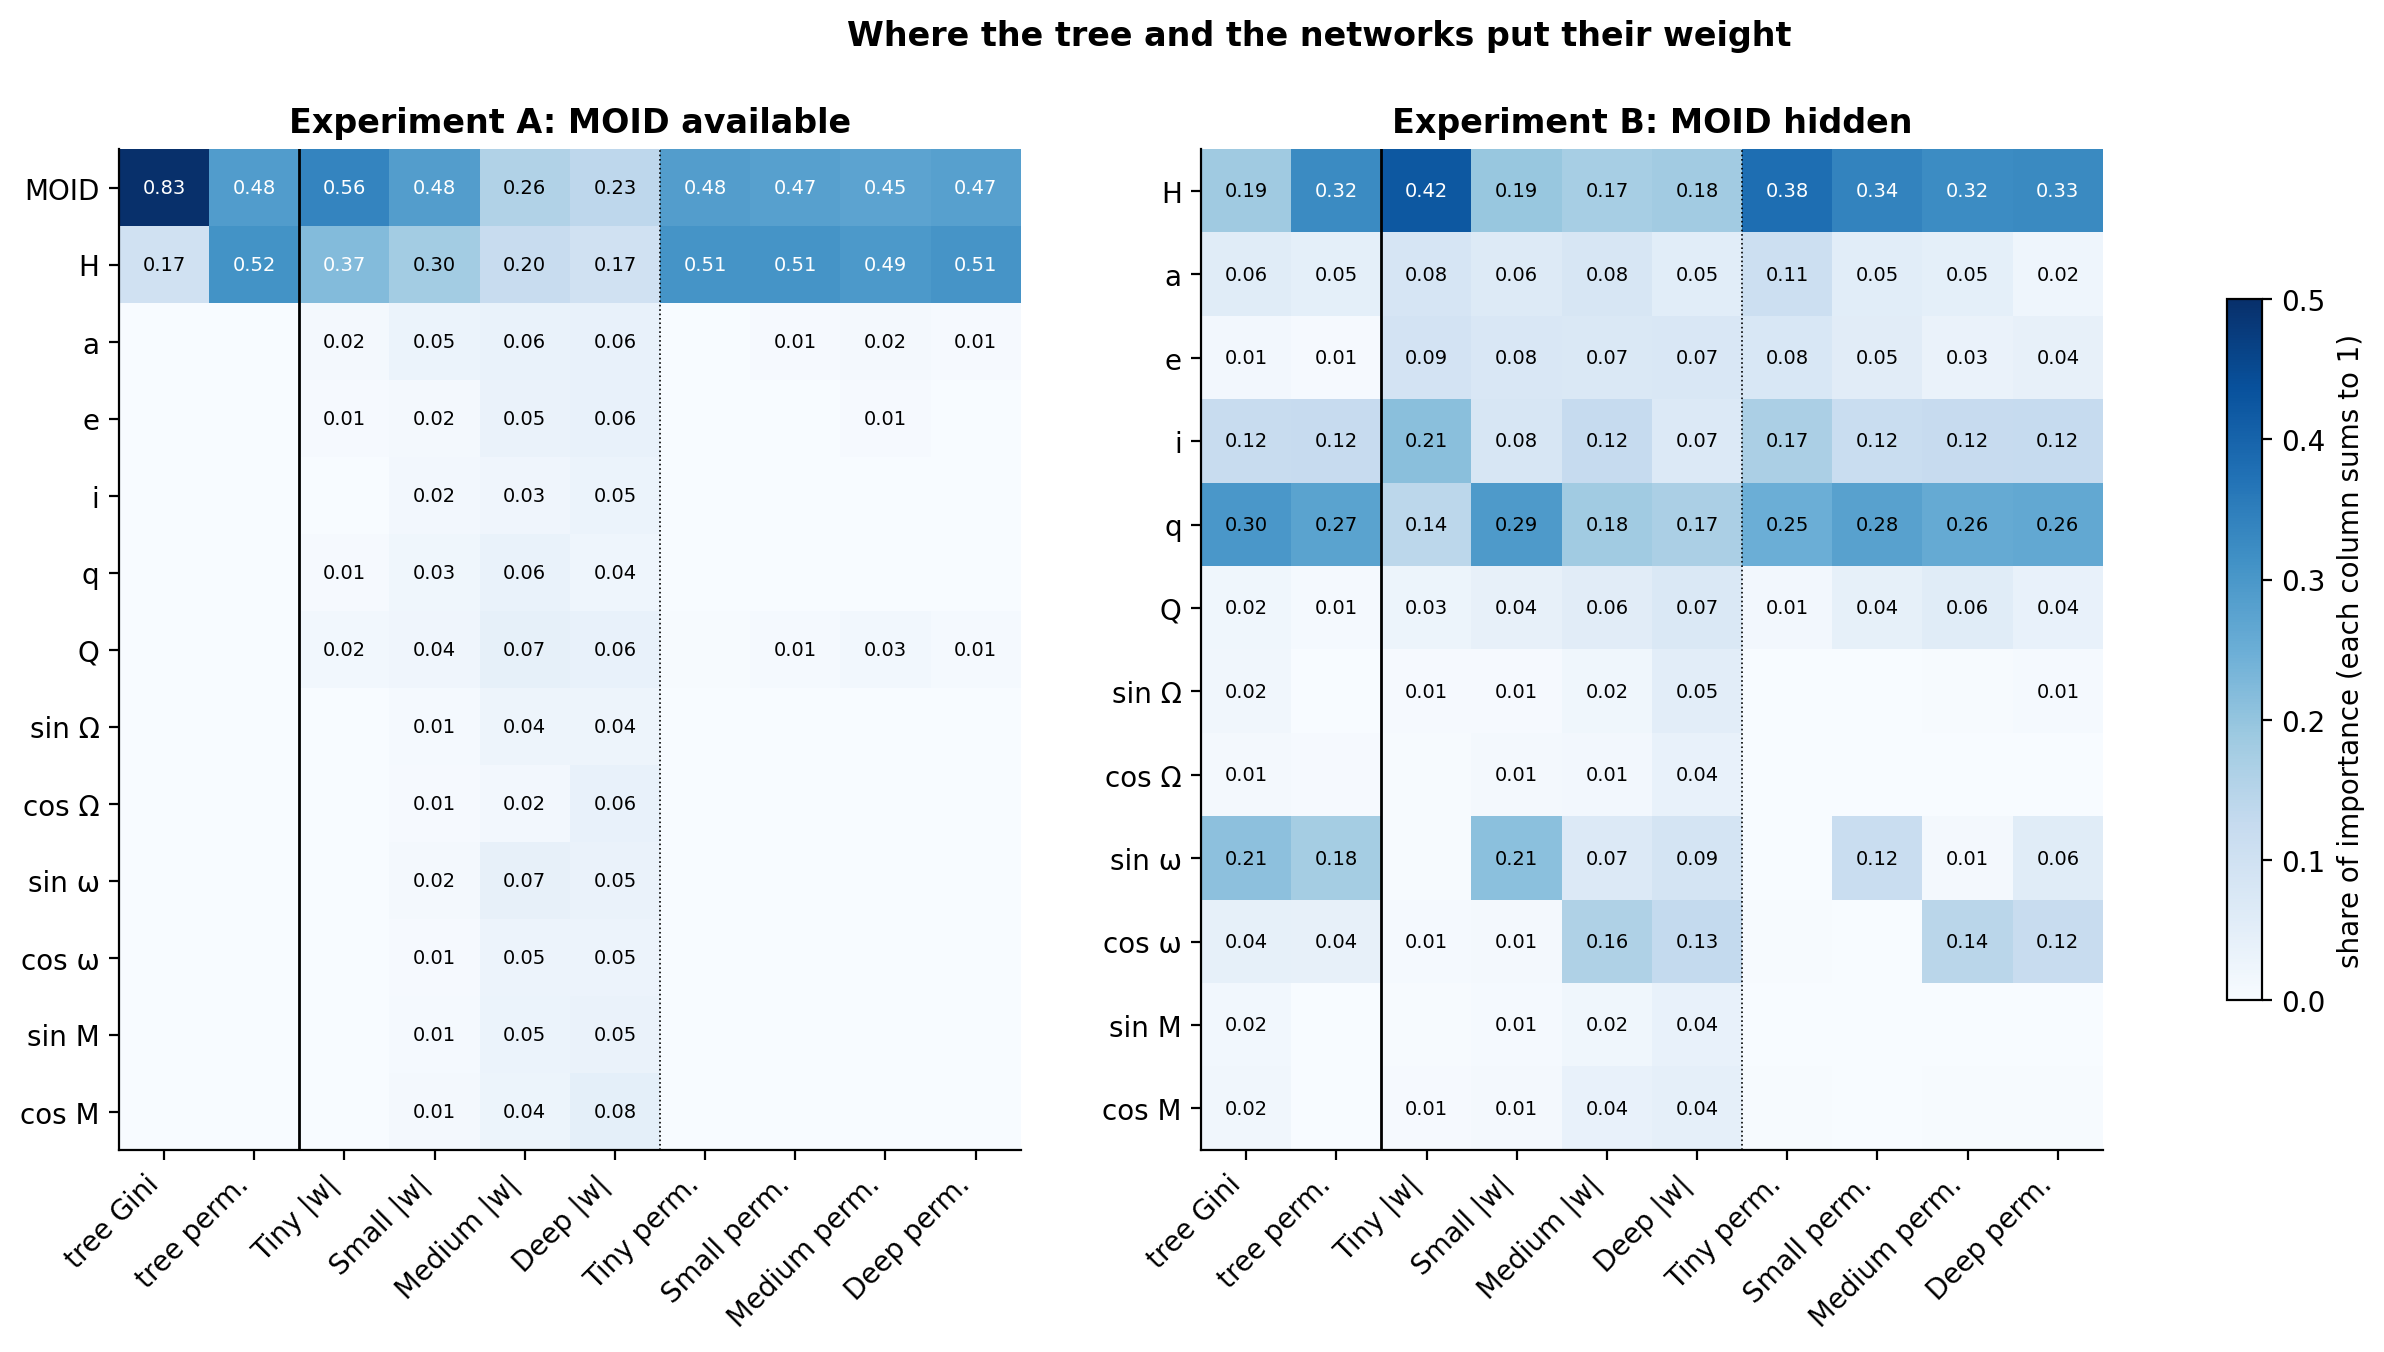 Where the tree and the networks put their weight
Experiment A: MOID available
MOID 0.83 0.48 0.56 0.48 0.26 0.23 0.48 0.47 0.45 0.47
H 0.17 0.52 0.37 0.30 0.20 0.17 0.51 0.51 0.49 0.51
a 0.02 0.05 0.06 0.06 0.01 0.02 0.01
e 0.01 0.02 0.05 0.06 0.01
i 0.02 0.03 0.05
q 0.01 0.03 0.06 0.04
Q 0.02 0.04 0.07 0.06 0.01 0.03 0.01
sin Ω 0.01 0.04 0.04
cos Ω 0.01 0.02 0.06
sin ω 0.02 0.07 0.05
cos ω 0.01 0.05 0.05
sin M 0.01 0.05 0.05
cos M 0.01 0.04 0.08
tree Gini
tree perm.
Tiny |w|
Small |w|
Medium |w|
Deep |w|
Tiny perm.
Small perm.
Medium perm.
Deep perm.
Experiment B: MOID hidden
H 0.19 0.32 0.42 0.19 0.17 0.18 0.38 0.34 0.32 0.33
a 0.06 0.05 0.08 0.06 0.08 0.05 0.11 0.05 0.05 0.02
e 0.01 0.01 0.09 0.08 0.07 0.07 0.08 0.05 0.03 0.04
i 0.12 0.12 0.21 0.08 0.12 0.07 0.17 0.12 0.12 0.12
q 0.30 0.27 0.14 0.29 0.18 0.17 0.25 0.28 0.26 0.26
Q 0.02 0.01 0.03 0.04 0.06 0.07 0.01 0.04 0.06 0.04
sin Ω 0.02 0.01 0.01 0.02 0.05 0.01
cos Ω 0.01 0.01 0.01 0.04
sin ω 0.21 0.18 0.21 0.07 0.09 0.12 0.01 0.06
cos ω 0.04 0.04 0.01 0.01 0.16 0.13 0.14 0.12
sin M 0.02 0.01 0.02 0.04
cos M 0.02 0.01 0.01 0.04 0.04
tree Gini
tree perm.
Tiny |w|
Small |w|
Medium |w|
Deep |w|
Tiny perm.
Small perm.
Medium perm.
Deep perm.
0.5
0.4
0.3
0.2
0.1
0.0
share of importance (each column sums to 1)